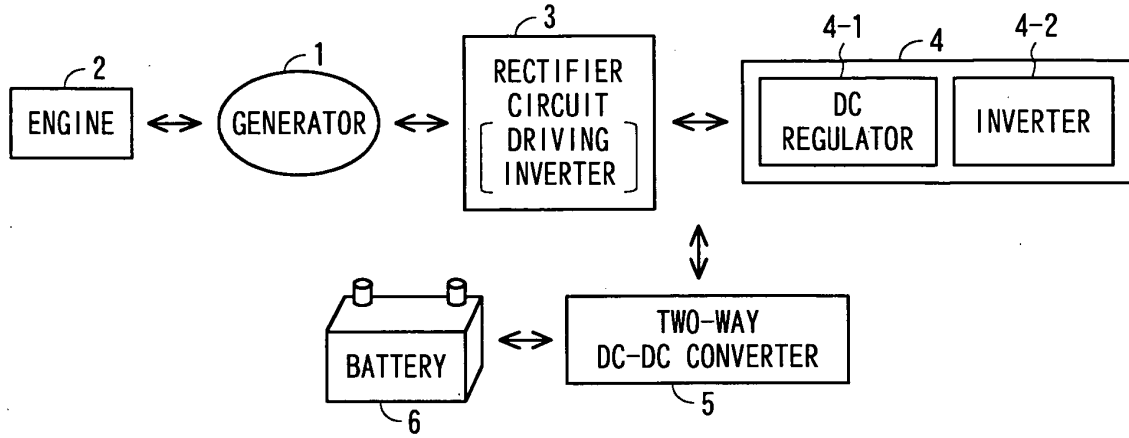 3
4-1
4-2
4
2
1
RECTIFIER
CIRCUIT
DRIVING
INVERTER
ENGINE
GENERATOR
DC
REGULATOR
INVERTER
TWO-WAY
DC-DC CONVERTER
BATTERY
5
6